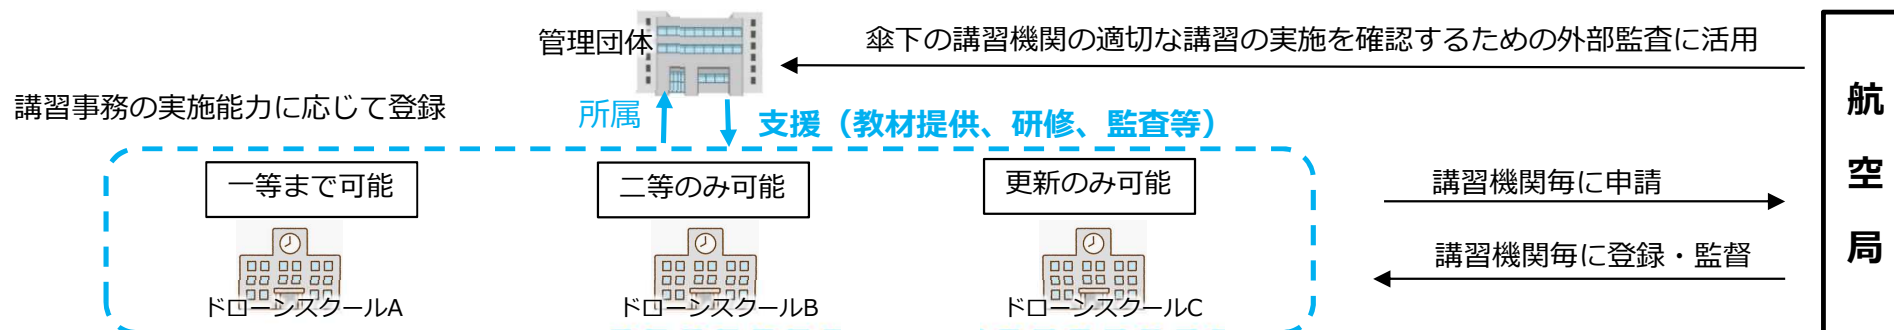 管理団体
傘下の講習機関の適切な講習の実施を確認するための外部監査に活用
講習事務の実施能力に応じて登録
所属
支援（教材提供、研修、監査等）
一等まで可能
二等のみ可能
更新のみ可能
講習機関毎に申請
講習機関毎に登録・監督
ドローンスクールA
ドローンスクールB
ドローンスクールC
航空局